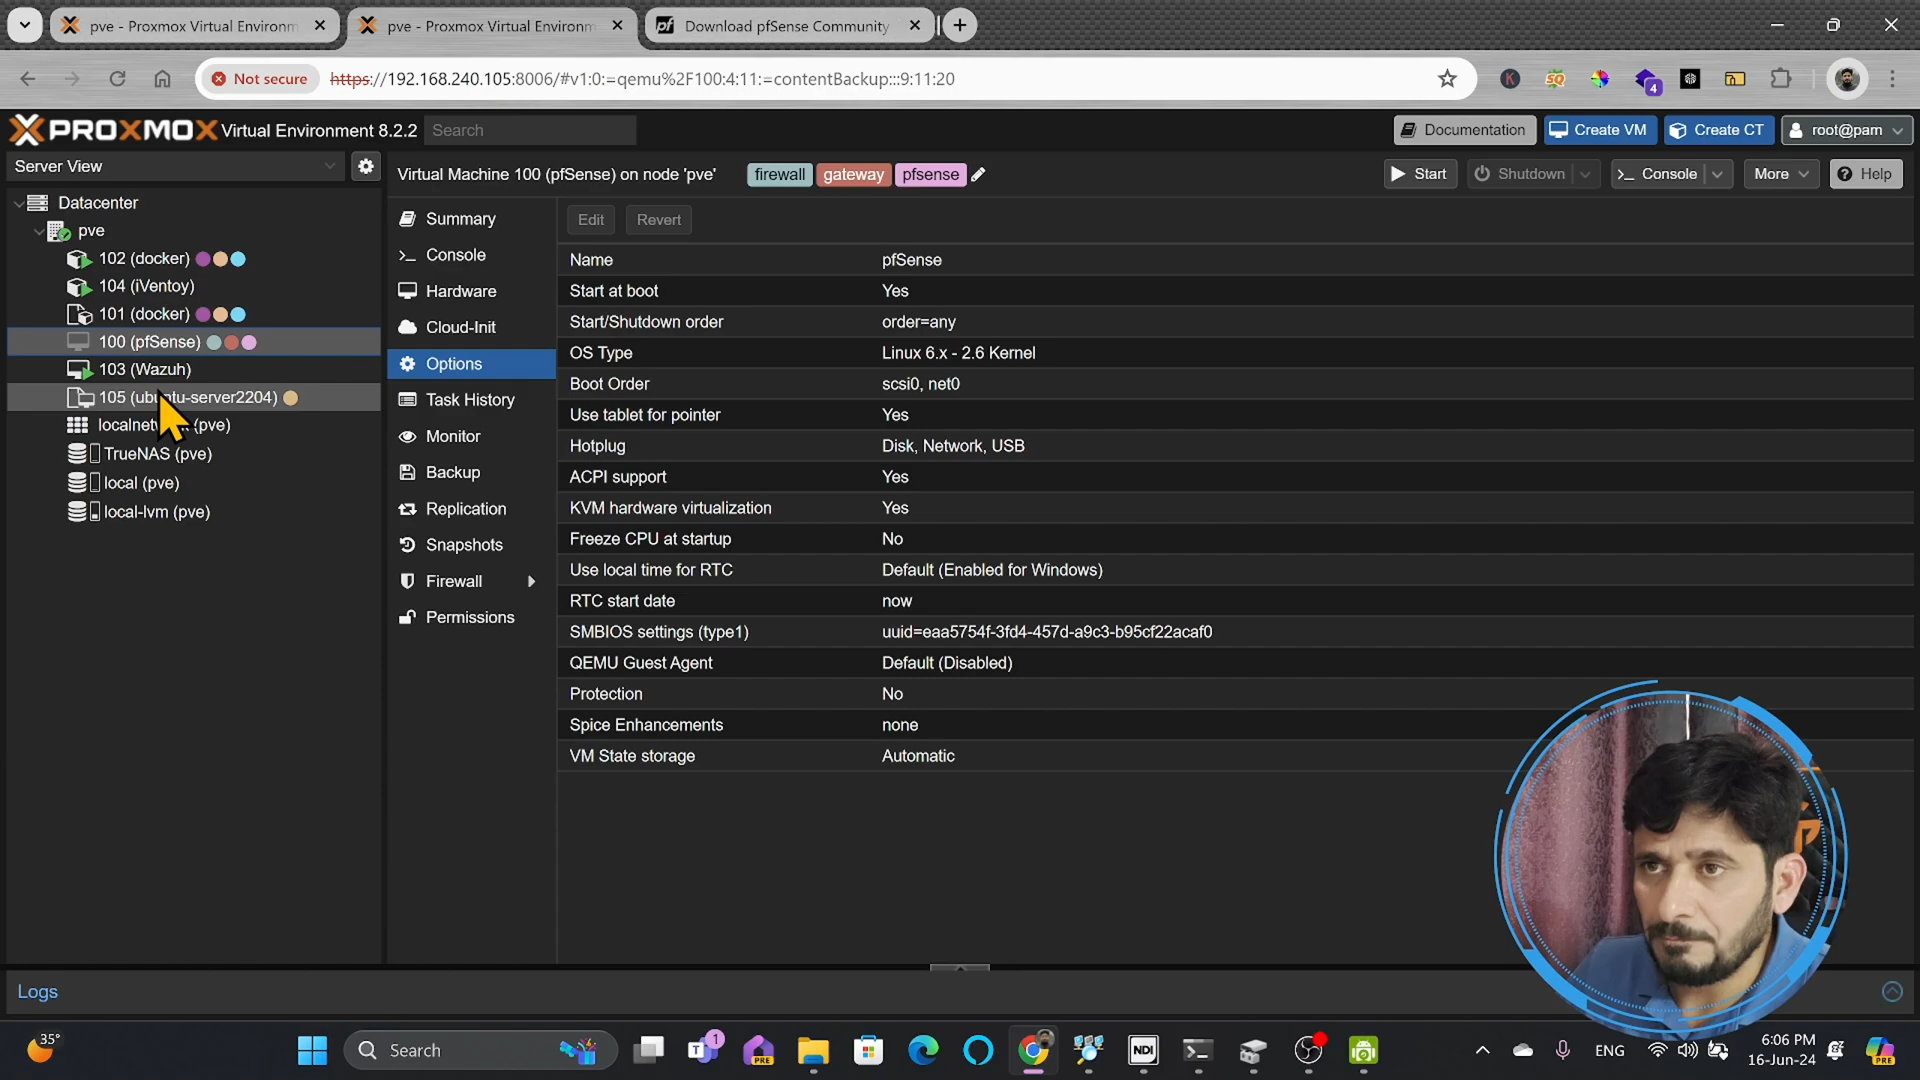 pve - Proxmox Virtual Environm
pve - Proxmox Virtual Environm
Download pfSense Community
Not secure
https://192.168.240.105:8006/#v1:0:=qemu%2F100:4:11:=contentBackup:::9:11:20
4
PROXMOX Virtual Environment 8.2.2
Search
Documentation
Create VM
Create CT
root@pam
Server View
Virtual Machine 100 (pfSense) on node 'pve'
firewall
gateway
pfsense
Start
Shutdown
Console
More
Help
Datacenter
pve
102 (docker)
104 (iVentoy)
101 (docker)
100 (pfSense)
103 (Wazuh)
105 (ubuntu-server2204)
(pve)
TrueNAS (pve)
local (pve)
local-lvm (pve)
Summary
Console
Hardware
Cloud-Init
Options
Task History
Monitor
Backup
Replication
Snapshots
Firewall
Permissions
Edit
Revert
Name pfSense
Start at boot Yes
Start/Shutdown order order=any
OS Type Linux 6.x - 2.6 Kernel
Boot Order scsi0, net0
Use tablet for pointer Yes
Hotplug Disk, Network, USB
ACPI support Yes
KVM hardware virtualization Yes
Freeze CPU at startup No
Use local time for RTC Default (Enabled for Windows)
RTC start date now
SMBIOS settings (type1) uuid=eaa5754f-3fd4-457d-a9c3-b95cf22acaf0
QEMU Guest Agent Default (Disabled)
Protection No
Spice Enhancements none
VM State storage Automatic
Logs
35°
Search
1
PRE
NDI
ENG
6:06 PM
16-Jun-24
PRE